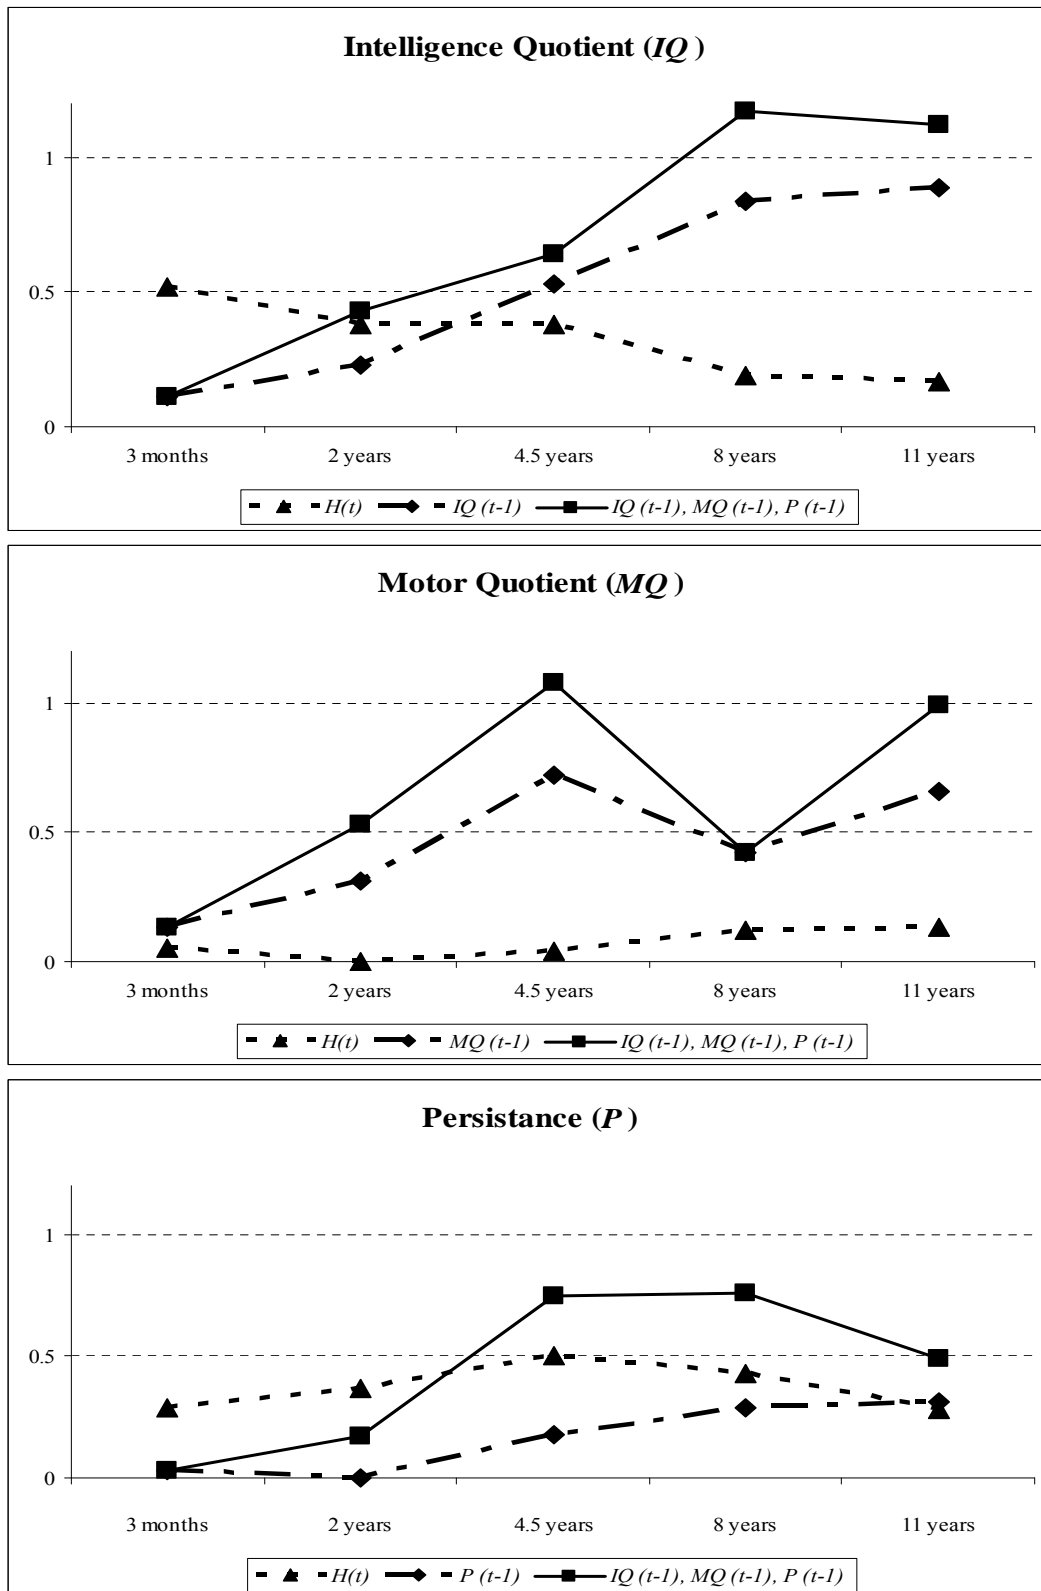 Intelligence Quotient (IQ )
1
0.5
0
3 months 2 years 4.5 years 8 years 11 years
H(t) IQ (t-1) IQ (t-1), MQ (t-1), P (t-1)
Motor Quotient (MQ )
1
0.5
0
3 months 2 years 4.5 years 8 years 11 years
H(t) MQ (t-1) IQ (t-1), MQ (t-1), P (t-1)
Persistance (P )
1
0.5
0
3 months 2 years 4.5 years 8 years 11 years
H(t) P (t-1) IQ (t-1), MQ (t-1), P (t-1)